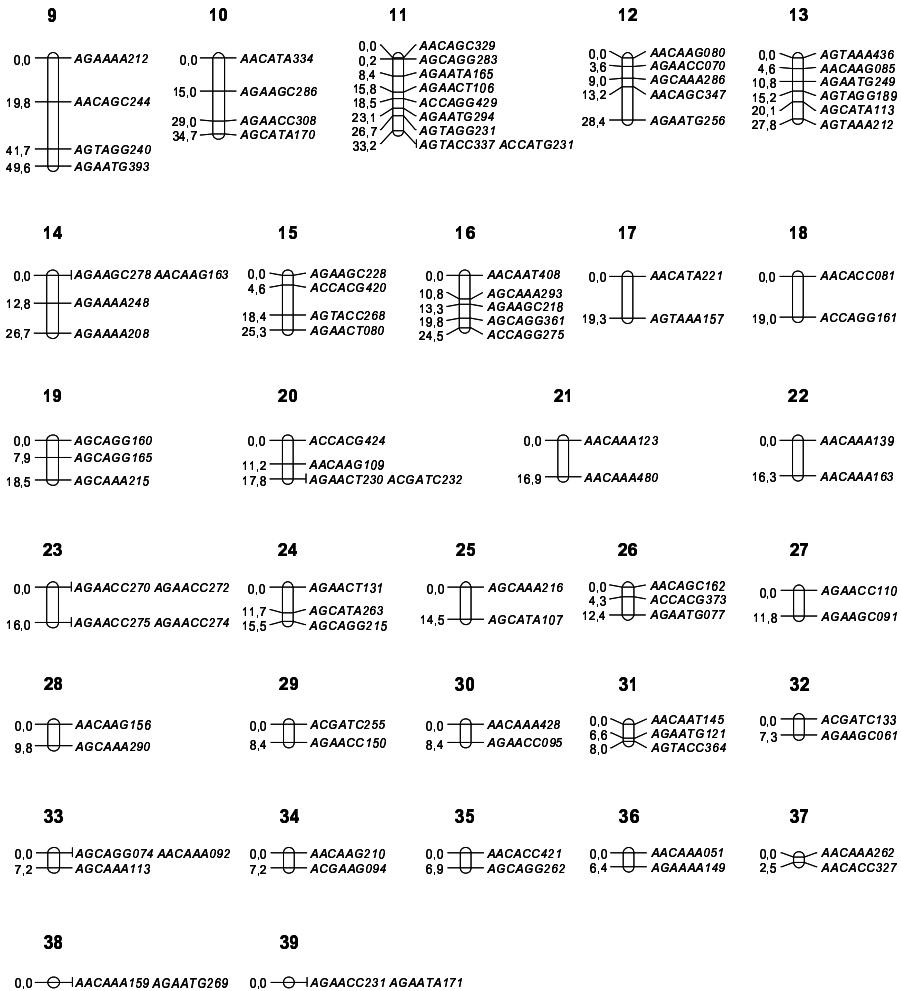 9 10 11 12 13
0,0 AGAAAA212
19,8 AACAGC244
41,7 AGTAGG240
49,6 AGAATG393
0,0 AACATA334
15,0 AGAAGC286
29,0 AGAACC308
34,7 AGCATA170
0,0 AACAGC329
0,2 AGCAGG283
8,4 AGAATA165
15,8 AGAACT106
18,5 ACCAGG429
23,1 AGAATG294
26,7 AGTAGG231
33,2 AGTACC337 ACCATG231
0,0 AACAAG080
3,6 AGAACC070
9,0 AGCAAA286
13,2 AACAGC347
28,4 AGAATG256
0,0 AGTAAA436
4,6 AACAAG085
10,8 AGAATG249
15,2 AGTAGG189
20,1 AGCATA113
27,8 AGTAAA212
14 15 16 17 18
0,0 AGAAGC278 AACAAG163
12,8 AGAAAA248
26,7 AGAAAA208
0,0 AGAAGC228
4,6 ACCACG420
18,4 AGTACC268
25,3 AGAACT080
0,0 AACAAT408
10,8 AGCAAA293
13,3 AGAAGC218
19,8 AGCAGG361
24,5 ACCAGG275
0,0 AACATA221
19,3 AGTAAA157
0,0 AACACC081
19,0 ACCAGG161
19 20 21 22
0,0 AGCAGG160
7,9 AGCAGG165
18,5 AGCAAA215
0,0 ACCACG424
11,2 AACAAG109
17,8 AGAACT230 ACGATC232
0,0 AACAAA123
16,9 AACAAA480
0,0 AACAAA139
16,3 AACAAA163
23 24 25 26 27
0,0 AGAACC270 AGAACC272
16,0 AGAACC275 AGAACC274
0,0 AGAACT131
11,7 AGCATA263
15,5 AGCAGG215
0,0 AGCAAA216
14,5 AGCATA107
0,0 AACAGC162
4,3 ACCACG373
12,4 AGAATG077
0,0 AGAACC110
11,8 AGAAGC091
28 29 30 31 32
0,0 AACAAG156
9,8 AGCAAA290
0,0 ACGATC255
8,4 AGAACC150
0,0 AACAAA428
8,4 AGAACC095
0,0 AACAAT145
6,6 AGAATG121
8,0 AGTACC364
0,0 ACGATC133
7,3 AGAAGC061
33 34 35 36 37
0,0 AGCAGG074 AACAAA092
7,2 AGCAAA113
0,0 AACAAG210
7,2 ACGAAG094
0,0 AACACC421
6,9 AGCAGG262
0,0 AACAAA051
6,4 AGAAAA149
0,0 AACAAA262
2,5 AACACC327
38 39
0,0 AACAAA159 AGAATG269
0,0 AGAACC231 AGAATA171